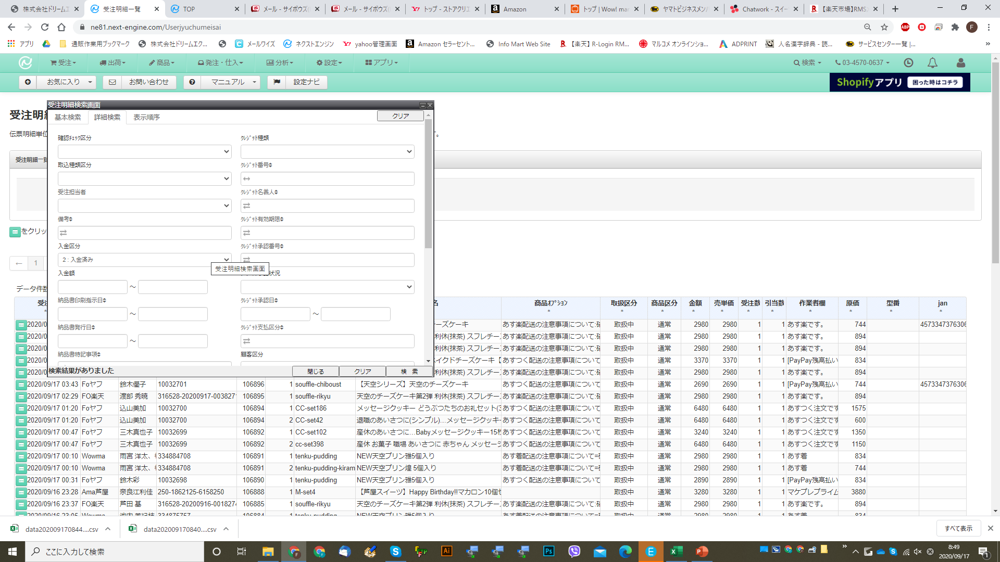 株式会社ドリームエ
受注明細一覧
TOP
メール - サイボウズ(
メール - サイボウズ(
トップ - ストアクリエ
Amazon
トップ | Wow! ma
ヤマトビジネスメンバ
Chatwork - スイー
【楽天市場】RMS
ne81.next-engine.com/Userjyuchumeisai
アプリ
通販作業用ブックマーク
株式会社ドリームエク...
メールワイズ
ネクストエンジン
yahoo管理画面
Amazon セラーセント...
Info Mart Web Site
【楽天】R-Login RM...
マルコメ オンラインショ...
ADPRINT
人名漢字辞典 - 読...
サービスセンター一覧 |...
受注
出荷
商品
発注・仕入
分析
設定
アプリ
検索
03-4570-0637
お気に入り
お問い合わせ
マニュアル
設定ナビ
Shopifyアプリ 困った時はコチラ
受注明
伝票明細単位
受注明細一覧
をクリッ
← 1
データ件数
受注明細検索画面
基本検索 詳細検索 表示順序 クリア
確認ﾁｪｯｸ区分
ｸﾚｼﾞｯﾄ種類
取込種類区分
ｸﾚｼﾞｯﾄ番号
受注担当者
ｸﾚｼﾞｯﾄ名義人
備考
ｸﾚｼﾞｯﾄ有効期限
入金区分
ｸﾚｼﾞｯﾄ承認番号
2 : 入金済み
受注明細検索画面
入金額
状況
～
納品書印刷指示日
ｸﾚｼﾞｯﾄ承認日
～ ～
納品書発行日
ｸﾚｼﾞｯﾄ支払区分
～
納品書特記事項
顧客区分
検索結果がありました 閉じる クリア 検 索
受注 名 商品ｵﾌﾟｼｮﾝ 取扱区分 商品区分 金額 売単価 受注数 引当数 作業者欄 原価 型番 jan
2020/0 ーズケーキ あす楽配送の注意事項について:確 取扱中 通常 2980 2980 1 1 あす楽です。 744 4573347376306
2020/0 利休(抹茶) スフレチーズ あす楽配送の注意事項について:確 取扱中 通常 2980 2980 1 1 あす楽です。 894
2020/0 利休(抹茶) スフレチーズ あす楽配送の注意事項について:確 取扱中 通常 2980 2980 1 1 あす楽です。 894
2020/0 ベイクドチーズケーキ【 あすつく配送の注意事項について 取扱中 通常 3370 3370 1 1 [PayPay残高払い 834
2020/0 利休(抹茶) スフレチーズ あす楽配送の注意事項について:確 取扱中 通常 2980 2980 1 1 あす楽です。 894
2020/09/17 03:43 Foヤフ 鈴木優子 10032701 106896 1 souffle-chiboust 【天空シリーズ】天空のチーズケーキ あすつく配送の注意事項について 取扱中 通常 2690 2690 1 1 [PayPay残高払い 744 4573347376306
2020/09/17 02:29 FO楽天 渡部 秀暁 316528-20200917-0038271 106895 1 souffle-rikyu 天空のチーズケーキ第2弾 利休(抹茶) スフレチーズ あす楽配送の注意事項について:確 取扱中 通常 2980 2980 1 1 あす楽です。 894
2020/09/17 01:20 Foヤフ 込山美加 10032700 106894 1 CC-set186 メッセージクッキー どうぶつたちのお礼セット(3 あすつく配送の注意事項について 取扱中 通常 6480 6480 1 1 あすつく注文です 1575
2020/09/17 01:20 Foヤフ 込山美加 10032700 106894 2 CC-set42 退職のあいさつに(シンプル)…メッセージクッキー あすつく配送の注意事項について 取扱中 通常 6480 6480 1 1 あすつく注文です 600
2020/09/17 00:47 Foヤフ 三木真也子 10032699 106892 1 CC-set102 産休のあいさつに…Babyメッセージクッキー15枚 あすつく配送の注意事項について 取扱中 通常 3240 3240 1 1 あすつく注文です 1350
2020/09/17 00:47 Foヤフ 三木真也子 10032699 106892 2 cc-set398 産休 お菓子 職場 あいさつに 赤ちゃん メッセージ あすつく配送の注意事項について 取扱中 通常 6480 6480 1 1 あすつく注文です 1150
2020/09/17 00:10 Wowma 雨宮 洋太、 334884708 106891 1 tenku-pudding NEW天空プリン雅5個入り あす着配送の注意事項について=確 取扱中 通常 2980 2980 1 1 あす着 834
2020/09/17 00:10 Wowma 雨宮 洋太、 334884708 106891 2 tenku-pudding-kiram NEW天空プリン煌 5個入り あす着配送の注意事項について=確 取扱中 通常 2980 2980 1 1 あす着 744
2020/09/17 00:31 Foヤフ 鈴木彩 10032698 106890 1 tenku-pudding NEW天空プリン雅5個入り あすつく配送の注意事項について 取扱中 通常 2890 2890 1 1 [PayPay残高払い 834
2020/09/16 23:28 Ama芦屋 奈良江利佳 250-1862125-6158250 106888 1 M-set4 【芦屋スイーツ】Happy Birthday!!マカロン10個セ 取扱中 通常 3280 3280 1 1 マケプレプライム 3880
2020/09/16 23:37 FO楽天 芦田 基 316528-20200916-0018274 106885 1 souffle-rikyu 天空のチーズケーキ第2弾 利休(抹茶) スフレチーズ あす楽配送の注意事項について:確 取扱中 通常 2980 2980 1 1 あす楽です。 894
2020/09/16 23:05 Wowma 334875757 106884 1 tenku-pudding NEW天空プリン雅5個入り あす着配送の注意事項について=確 取扱中 通常 2980 2980 1 1 あす着 834
data202009170844....csv
data202009170840....csv
すべて表示
ここに入力して検索
8:49
2020/09/17